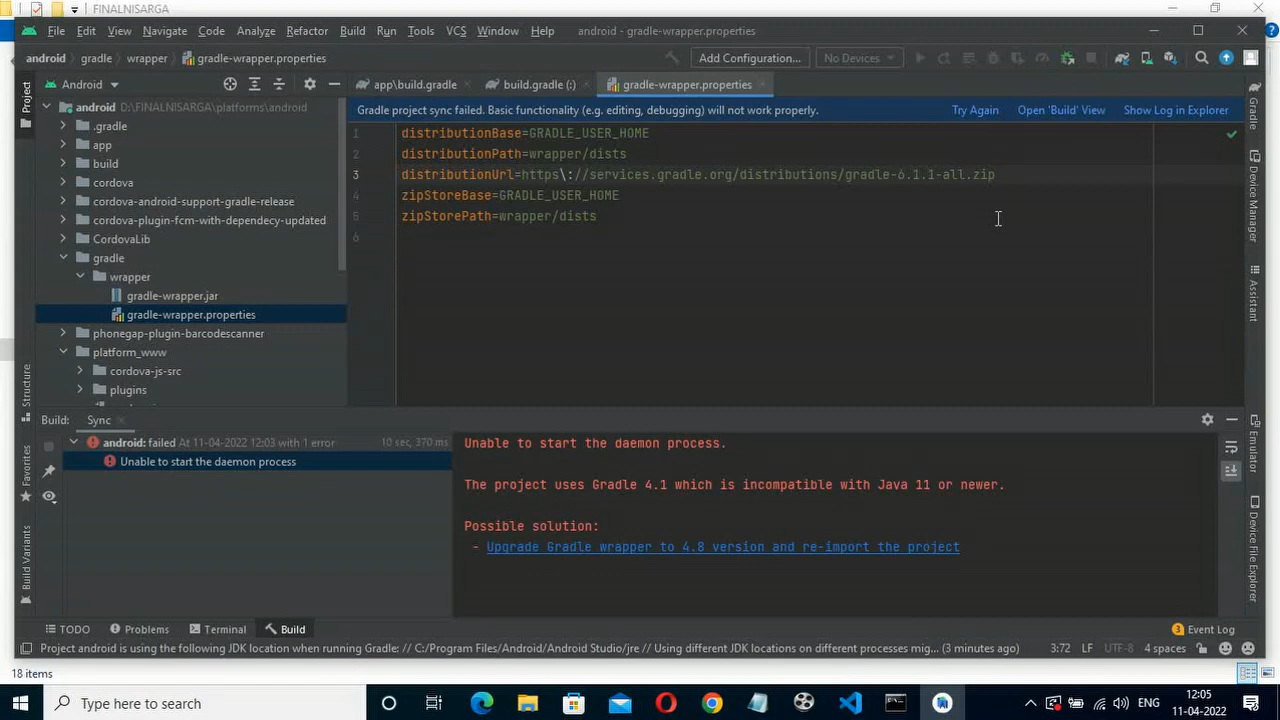 FINALNISARGA
File Edit View Navigate Code Analyze Refactor Build Run Tools VCS Window Help android - gradle-wrapper.properties
android gradle wrapper gradle-wrapper.properties Add Configuration... No Devices
Project
Android
app\build.gradle build.gradle (:) gradle-wrapper.properties
Gradle project sync failed. Basic functionality (e.g. editing, debugging) will not work properly. Try Again Open 'Build' View Show Log in Explorer
android D:\FINALNISARGA\platforms\android
.gradle
app
build
cordova
cordova-android-support-gradle-release
cordova-plugin-fcm-with-dependecy-updated
CordovaLib
gradle
wrapper
gradle-wrapper.jar
gradle-wrapper.properties
phonegap-plugin-barcodescanner
platform_www
cordova-js-src
plugins
1 distributionBase=GRADLE_USER_HOME
2 distributionPath=wrapper/dists
3 distributionUrl=https\://services.gradle.org/distributions/gradle-6.1.1-all.zip
4 zipStoreBase=GRADLE_USER_HOME
5 zipStorePath=wrapper/dists
6
Gradle
Device Manager
Assistant
Emulator
Device File Explorer
Structure
Favorites
Build Variants
Build: Sync
android: failed At 11-04-2022 12:03 with 1 error 10 sec, 370 ms
Unable to start the daemon process
Unable to start the daemon process.
The project uses Gradle 4.1 which is incompatible with Java 11 or newer.
Possible solution:
- Upgrade Gradle wrapper to 4.8 version and re-import the project
TODO Problems Terminal Build 3 Event Log
Project android is using the following JDK location when running Gradle: // C:/Program Files/Android/Android Studio/jre // Using different JDK locations on different processes mig... (3 minutes ago) 3:72 LF UTF-8 4 spaces
18 items
Type here to search
ENG
12:05
11-04-2022